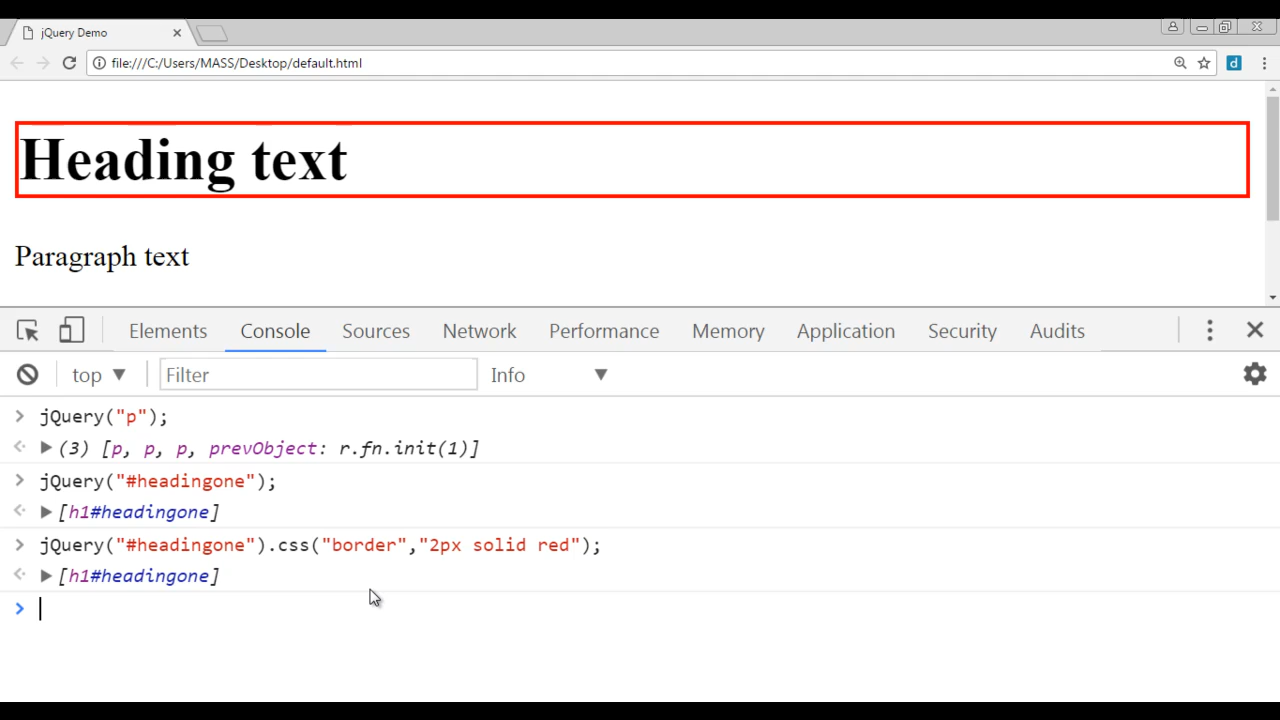 jQuery Demo
file:///C:/Users/MASS/Desktop/default.html
d
Heading text
Paragraph text
Elements Console Sources Network Performance Memory Application Security Audits
top Filter Info
jQuery("p");
(3) [p, p, p, prevObject: r.fn.init(1)]
jQuery("#headingone");
[h1#headingone]
jQuery("#headingone").css("border","2px solid red");
[h1#headingone]